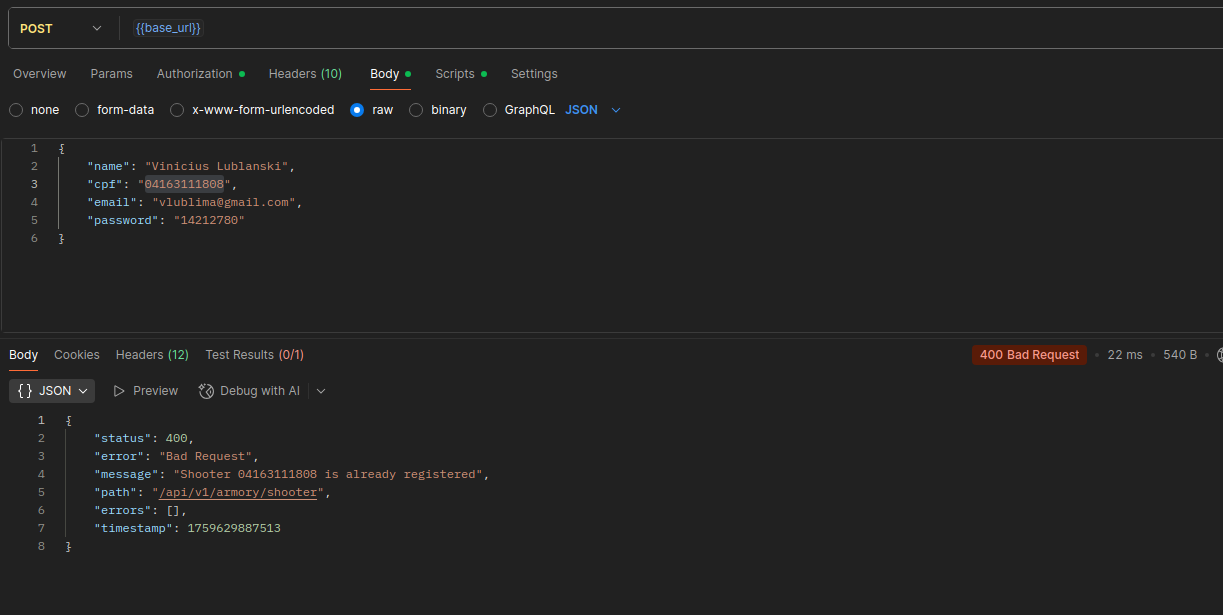 POST {{base_url}}
Overview Params Authorization Headers (10) Body Scripts Settings
none form-data x-www-form-urlencoded raw binary GraphQL JSON
1 {
2 "name": "Vinicius Lublanski",
3 "cpf": "04163111808",
4 "email": "vlublima@gmail.com",
5 "password": "14212780"
6 }
Body Cookies Headers (12) Test Results (0/1) 400 Bad Request • 22 ms • 540 B •
{} JSON Preview Debug with AI
1 {
2 "status": 400,
3 "error": "Bad Request",
4 "message": "Shooter 04163111808 is already registered",
5 "path": "/api/v1/armory/shooter",
6 "errors": [],
7 "timestamp": 1759629887513
8 }